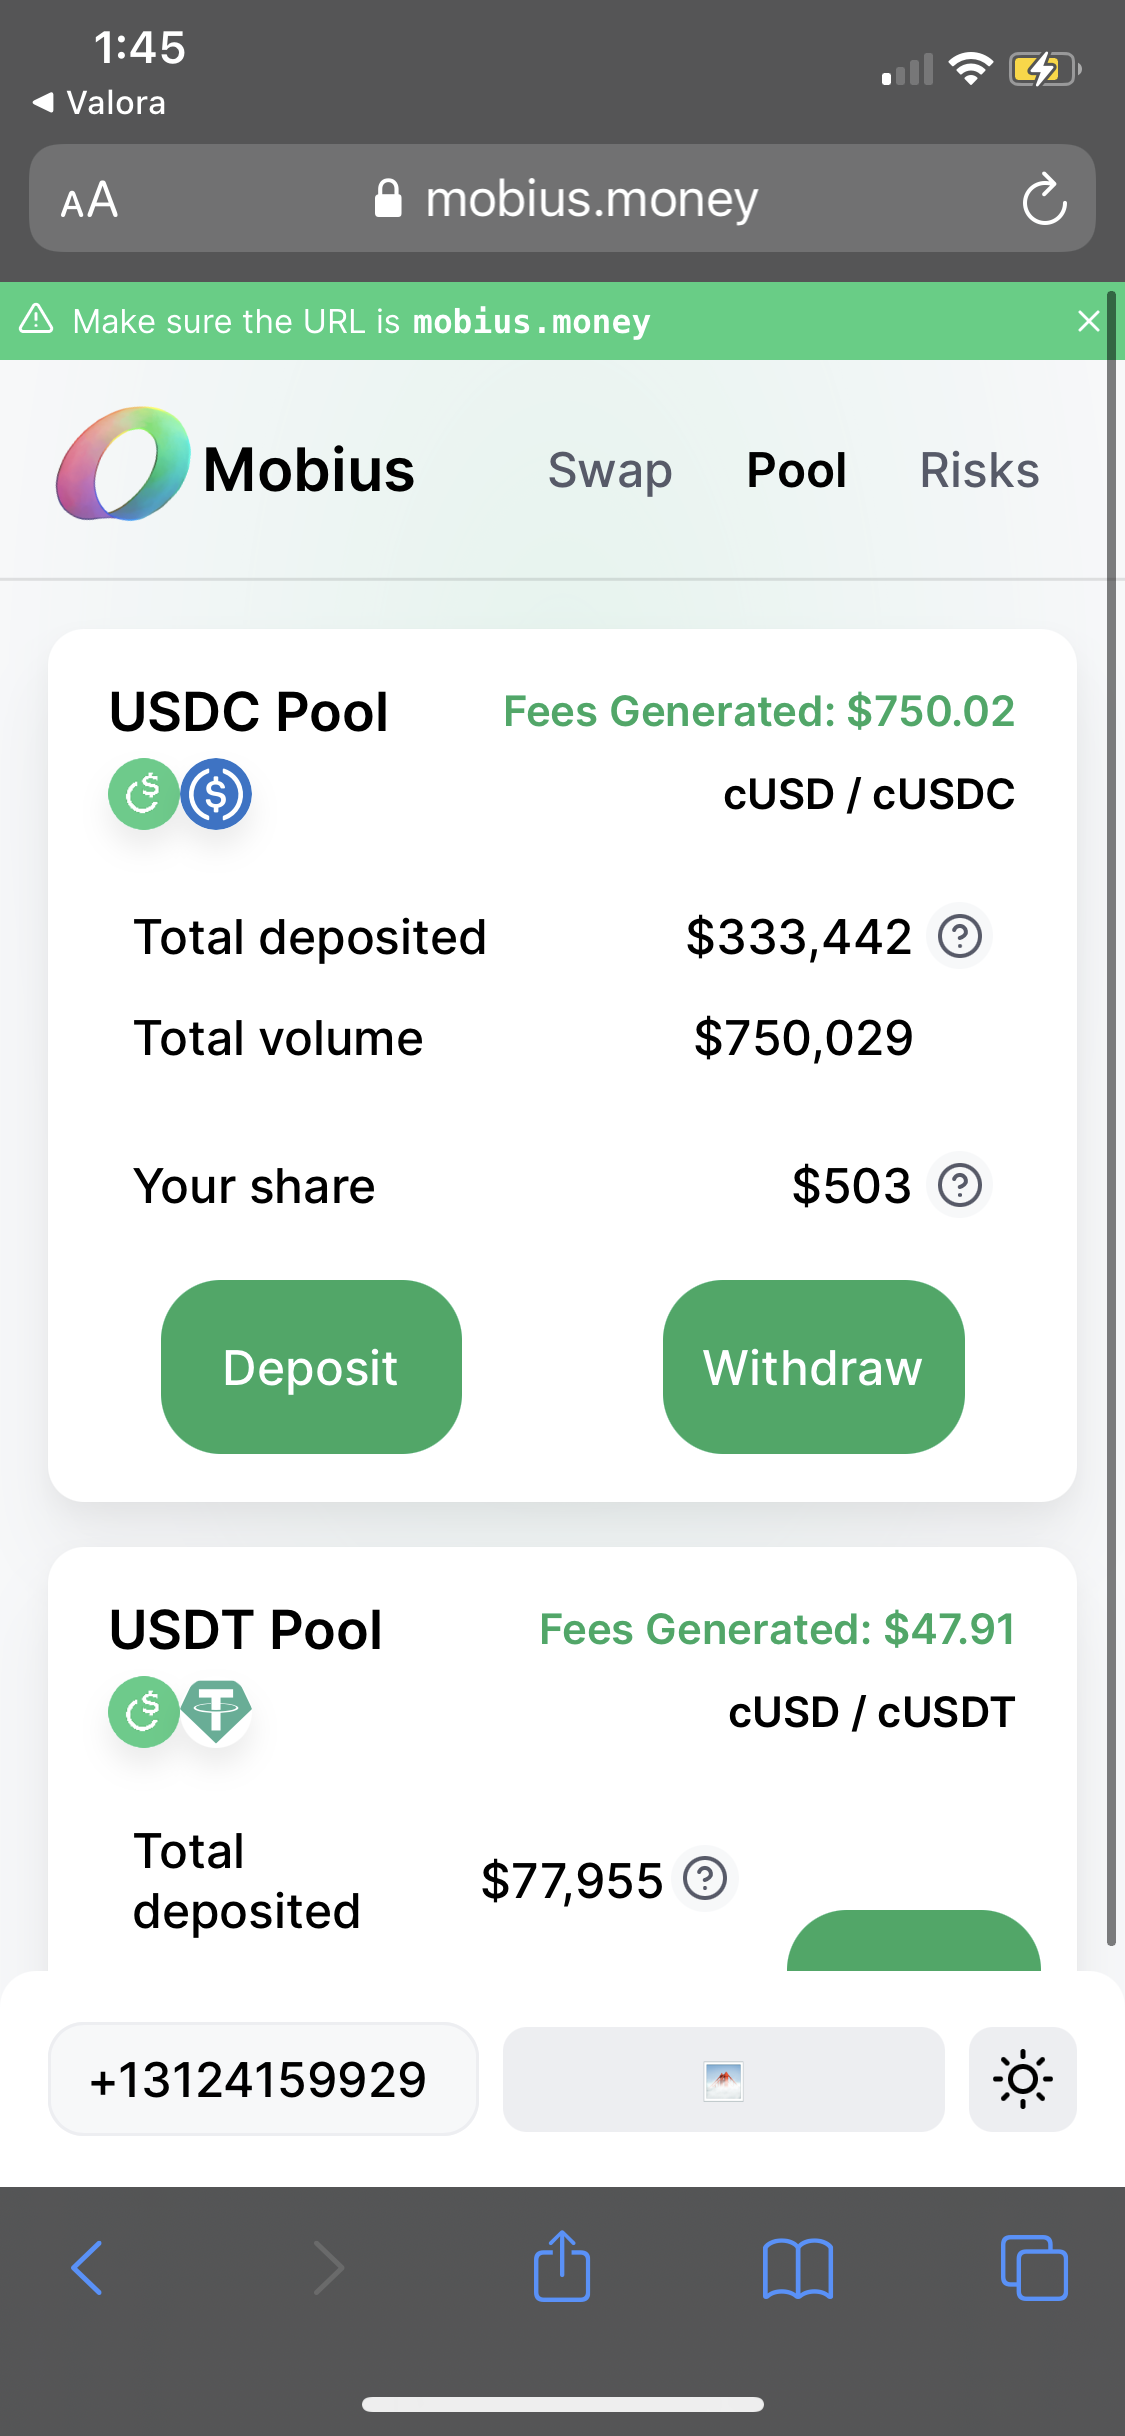 1:45
◀ Valora
AA mobius.money
Make sure the URL is mobius.money
Mobius Swap Pool Risks
USDC Pool Fees Generated: $750.02
cUSD / cUSDC
Total deposited $333,442
Total volume $750,029
Your share $503
Deposit Withdraw
USDT Pool Fees Generated: $47.91
cUSD / cUSDT
Total
deposited $77,955
+13124159929